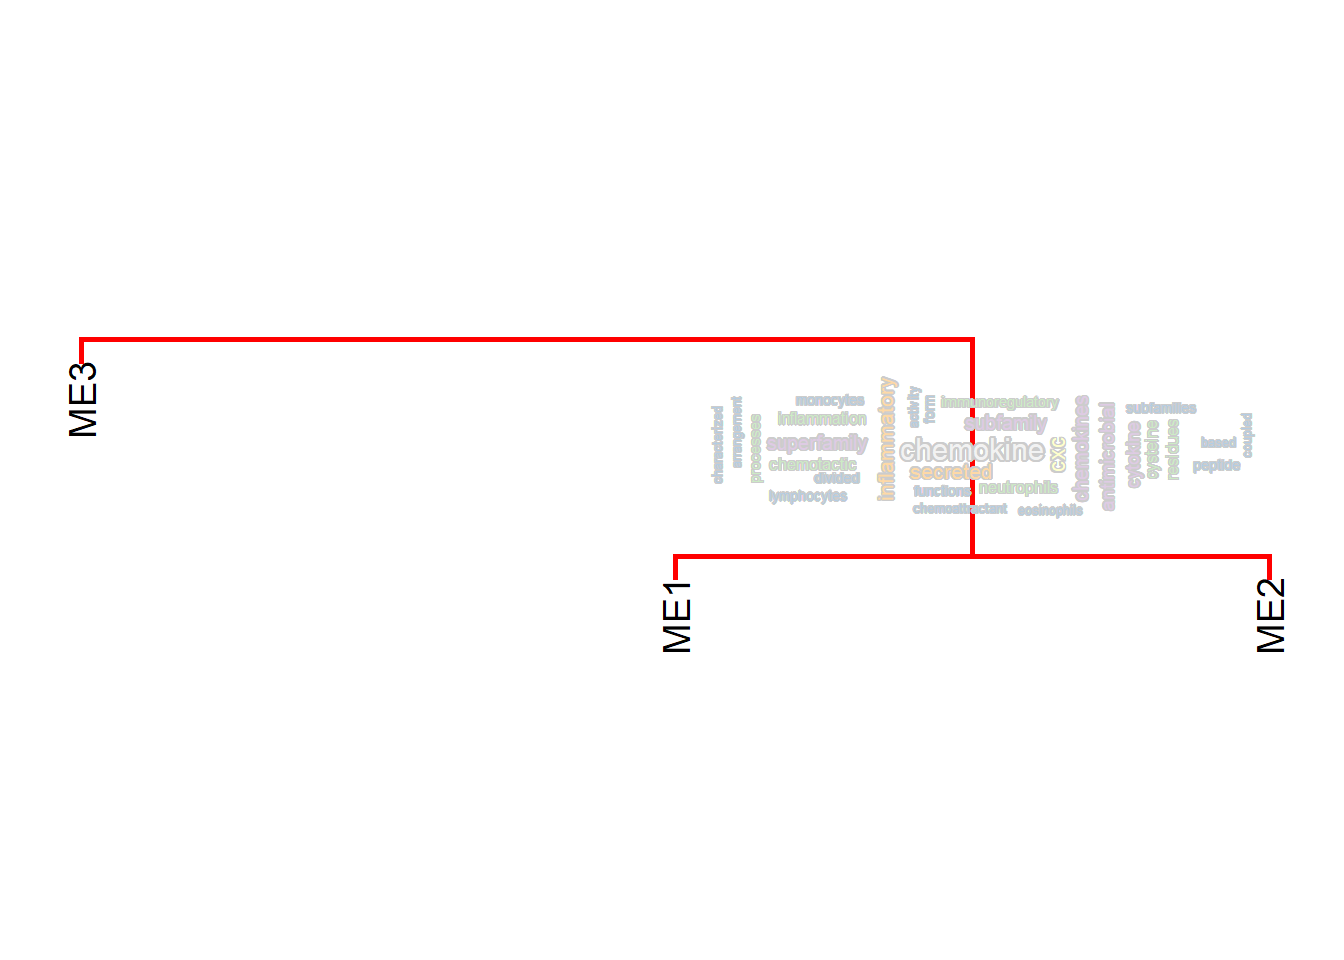 ME3
characterized
arrangement
processes
monocytes
inflammation
superfamily
chemotactic
divided
lymphocytes
inflammatory
activity
form
immunoregulatory
subfamily
chemokine
secreted
functions
neutrophils
chemoattractant
eosinophils
cxc
chemokines
antimicrobial
cytokine
cysteine
residues
subfamilies
based
peptide
coupled
ME1
ME2